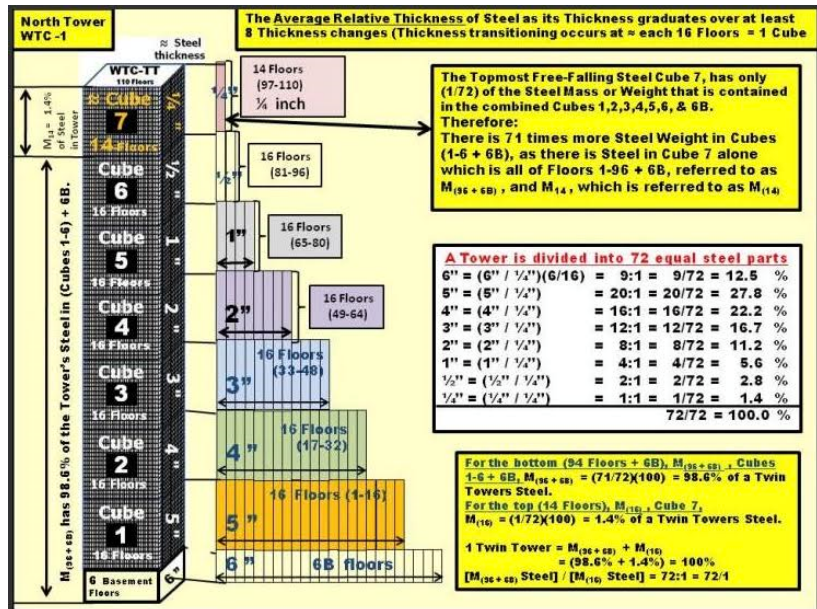 North Tower
WTC -1
The Average Relative Thickness of Steel as its Thickness graduates over at least
8 Thickness changes (Thickness transitioning occurs at ≈ each 16 Floors = 1 Cube
≈ Steel
thickness
WTC-TT
110 Floors
≈ Cube
7
14 Floors
¼ "
M14 = 1.4%
of Steel
in Tower
Cube
6
16 Floors
½ "
Cube
5
16 Floors
1 "
Cube
4
16 Floors
2 "
Cube
3
16 Floors
3 "
Cube
2
16 Floors
4 "
Cube
1
16 Floors
5 "
6 Basement
Floors
6"
M(96 + 6B) has 98.6% of the Tower's Steel in (Cubes 1-6) + 6B.
¼"
14 Floors
(97-110)
¼ inch
½"
16 Floors
(81-96)
1"
16 Floors
(65-80)
2"
16 Floors
(49-64)
3"
16 Floors
(33-48)
4 "
16 Floors
(17-32)
5 "
16 Floors (1-16)
6 "
6B floors
The Topmost Free-Falling Steel Cube 7, has only
(1/72) of the Steel Mass or Weight that is contained
in the combined Cubes 1,2,3,4,5,6, & 6B.
Therefore:
There is 71 times more Steel Weight in Cubes
(1-6 + 6B), as there is Steel in Cube 7 alone
which is all of Floors 1-96 + 6B, referred to as
M(96 + 6B) , and M14 , which is referred to as M(14)
A Tower is divided into 72 equal steel parts
6" = (6" / ¼")(6/16) = 9:1 = 9/72 = 12.5 %
5" = (5" / ¼") = 20:1 = 20/72 = 27.8 %
4" = (4" / ¼") = 16:1 = 16/72 = 22.2 %
3" = (3" / ¼") = 12:1 = 12/72 = 16.7 %
2" = (2" / ¼") = 8:1 = 8/72 = 11.2 %
1" = (1" / ¼") = 4:1 = 4/72 = 5.6 %
½" = (½" / ¼") = 2:1 = 2/72 = 2.8 %
¼" = (¼" / ¼") = 1:1 = 1/72 = 1.4 %
72/72 = 100.0 %
For the bottom (94 Floors + 6B), M(96 + 6B) , Cubes
1-6 + 6B, M(96 + 6B) = (71/72)(100) = 98.6% of a Twin
Towers Steel.
For the top (14 Floors), M(16) , Cube 7,
M(16) = (1/72)(100) = 1.4% of a Twin Towers Steel.
1 Twin Tower = M(96 + 6B) + M(16)
= (98.6% + 1.4%) = 100%
[M(96 + 6B) Steel] / [M(16) Steel] = 72:1 = 72/1